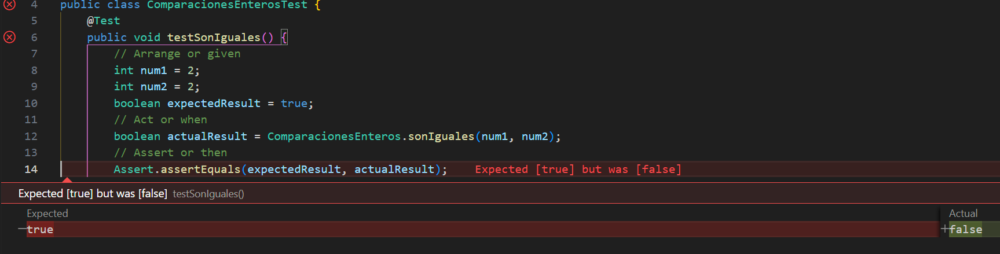 4 public class ComparacionesEnterosTest {
5 @Test
6 public void testSonIguales() {
7 // Arrange or given
8 int num1 = 2;
9 int num2 = 2;
10 boolean expectedResult = true;
11 // Act or when
12 boolean actualResult = ComparacionesEnteros.sonIguales(num1, num2);
13 // Assert or then
14 Assert.assertEquals(expectedResult, actualResult); Expected [true] but was [false]
Expected [true] but was [false] testSonIguales()
Expected Actual
—true +false